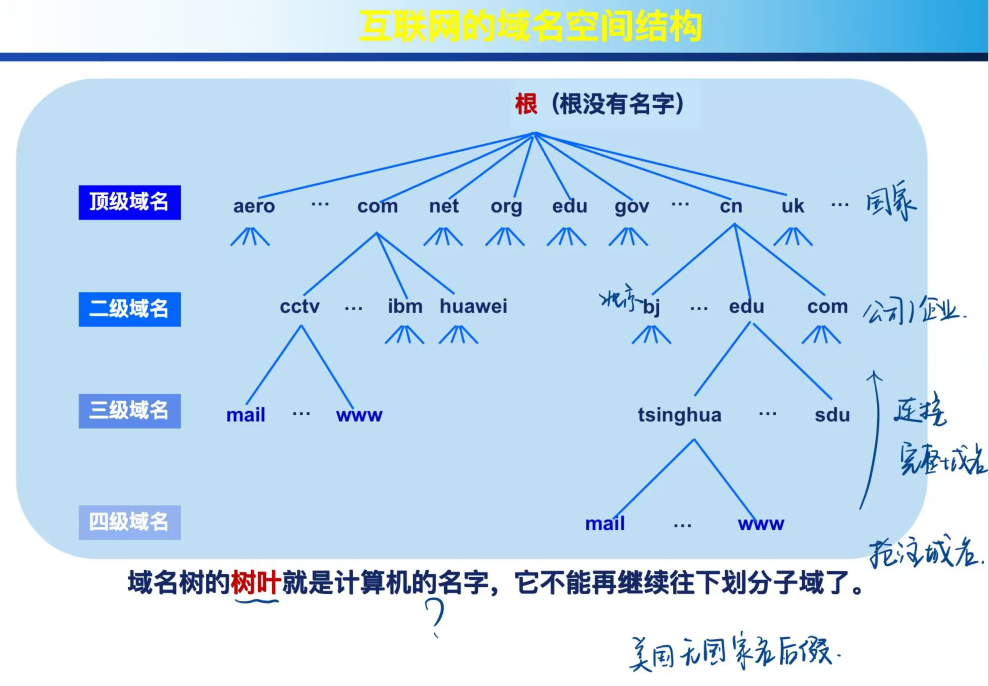 互联网的域名空间结构
根（根没有名字）
顶级域名 aero … com net org edu gov … cn uk … 国家
二级域名 cctv … ibm huawei 北京 bj … edu com 公司/企业.
三级域名 mail … www tsinghua … sdu 连接
完整域名
四级域名 mail … www
抢注域名.
域名树的树叶就是计算机的名字，它不能再继续往下划分子域了。
?
美国无国家名后假.